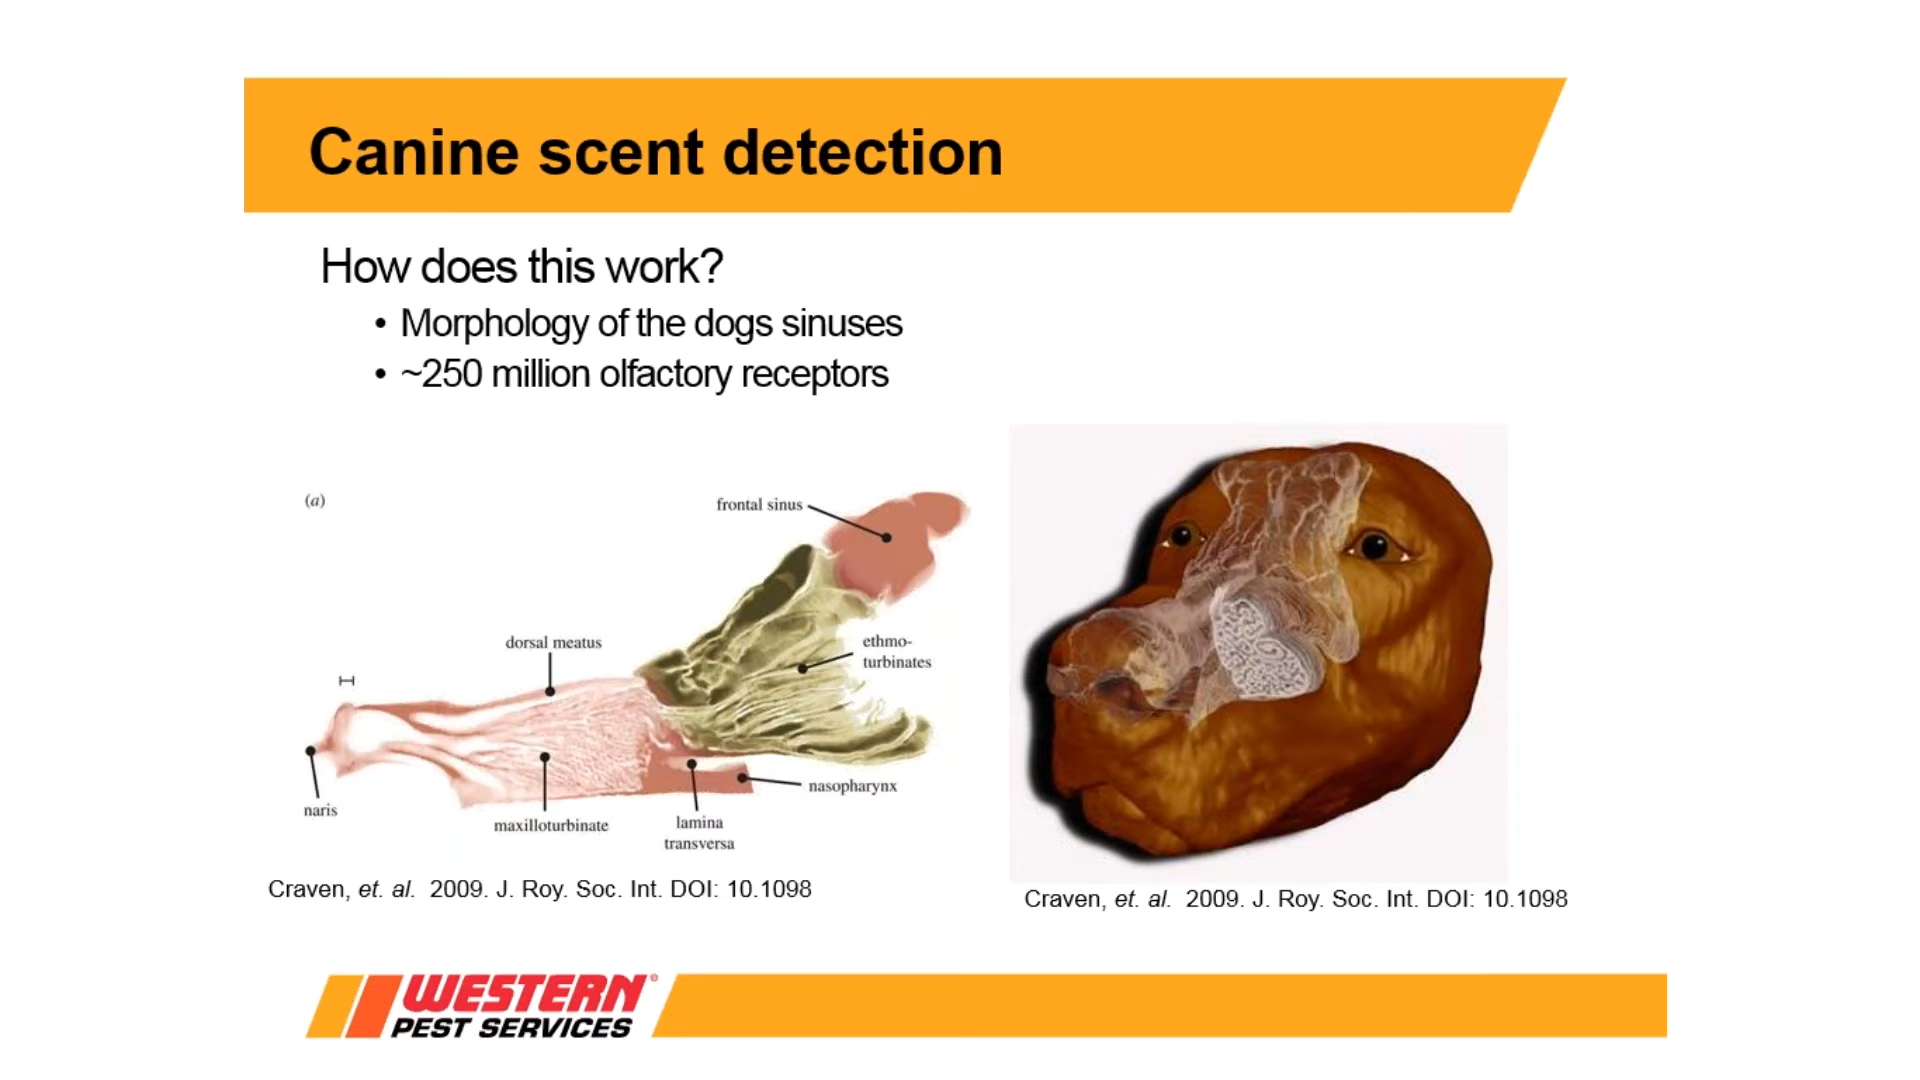 Canine scent detection
How does this work?
• Morphology of the dogs sinuses
• ~250 million olfactory receptors
(a)
frontal sinus
dorsal meatus
ethmo-
turbinates
naris
maxilloturbinate
lamina
transversa
nasopharynx
Craven, et. al. 2009. J. Roy. Soc. Int. DOI: 10.1098
Craven, et. al. 2009. J. Roy. Soc. Int. DOI: 10.1098
WESTERN®
PEST SERVICES